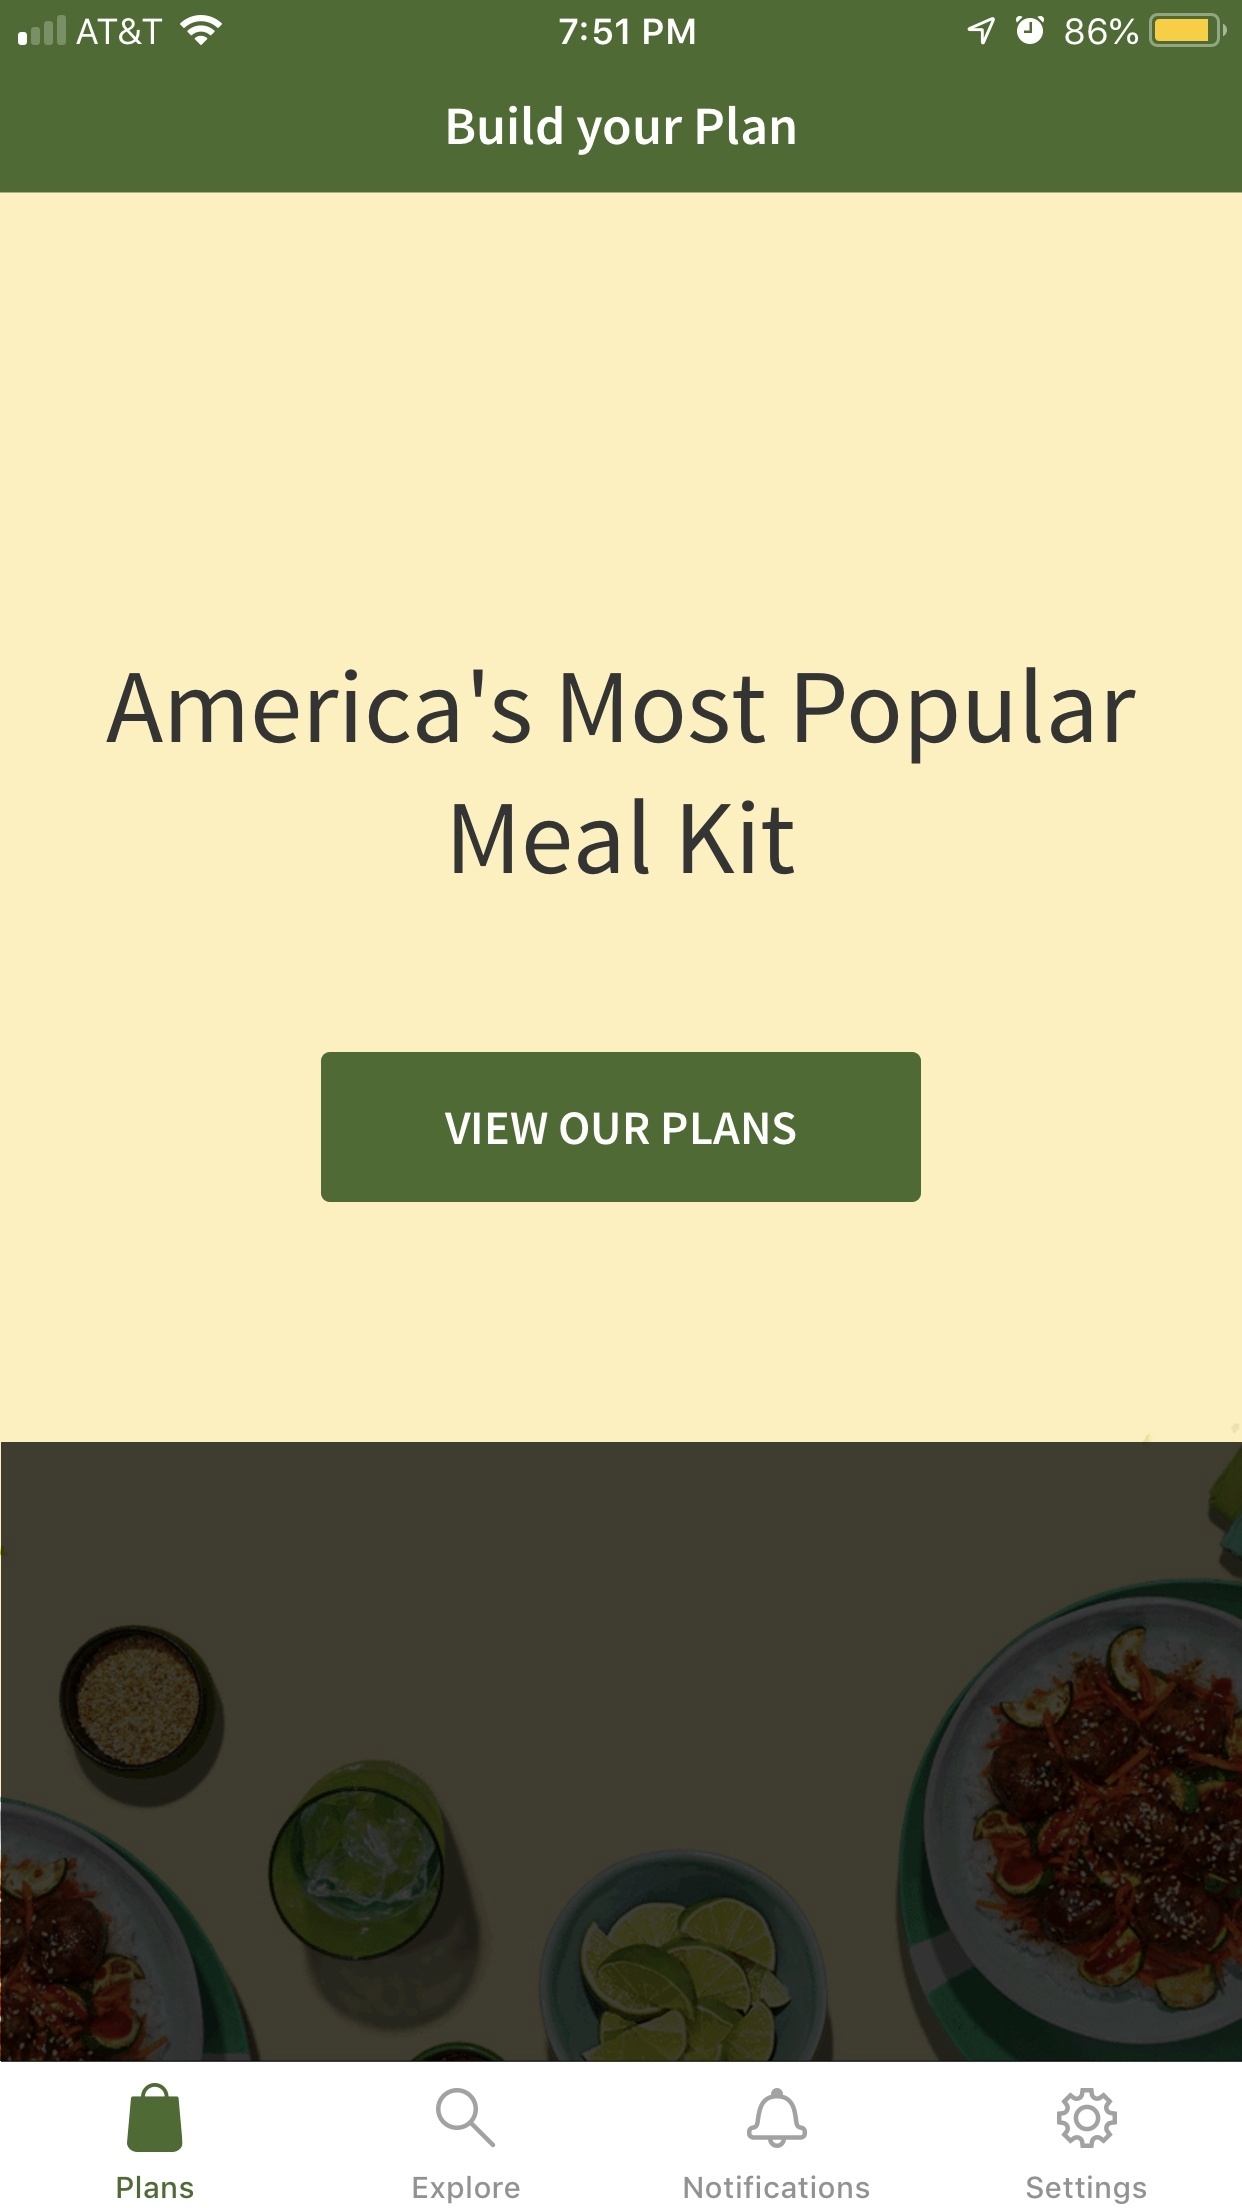 AT&T 7:51 PM 86%
Build your Plan
America's Most Popular
Meal Kit
VIEW OUR PLANS
Plans Explore Notifications Settings